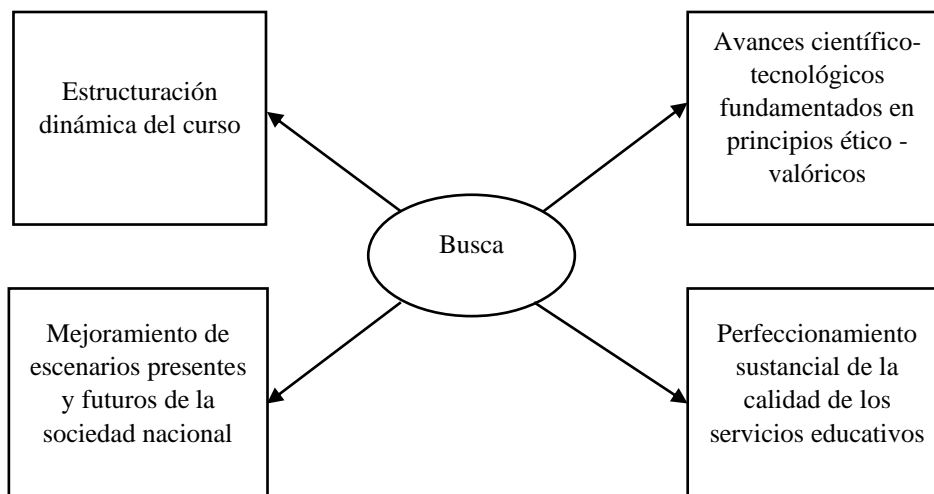 Estructuración
dinámica del curso
Avances científico-
tecnológicos
fundamentados en
principios ético -
valóricos
Busca
Mejoramiento de
escenarios presentes
y futuros de la
sociedad nacional
Perfeccionamiento
sustancial de la
calidad de los
servicios educativos